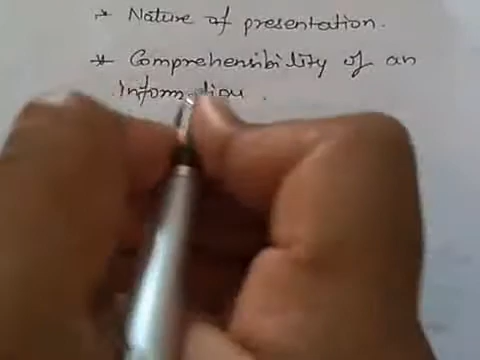 * Nature of presentation.
* Comprehensibility of an
Information.